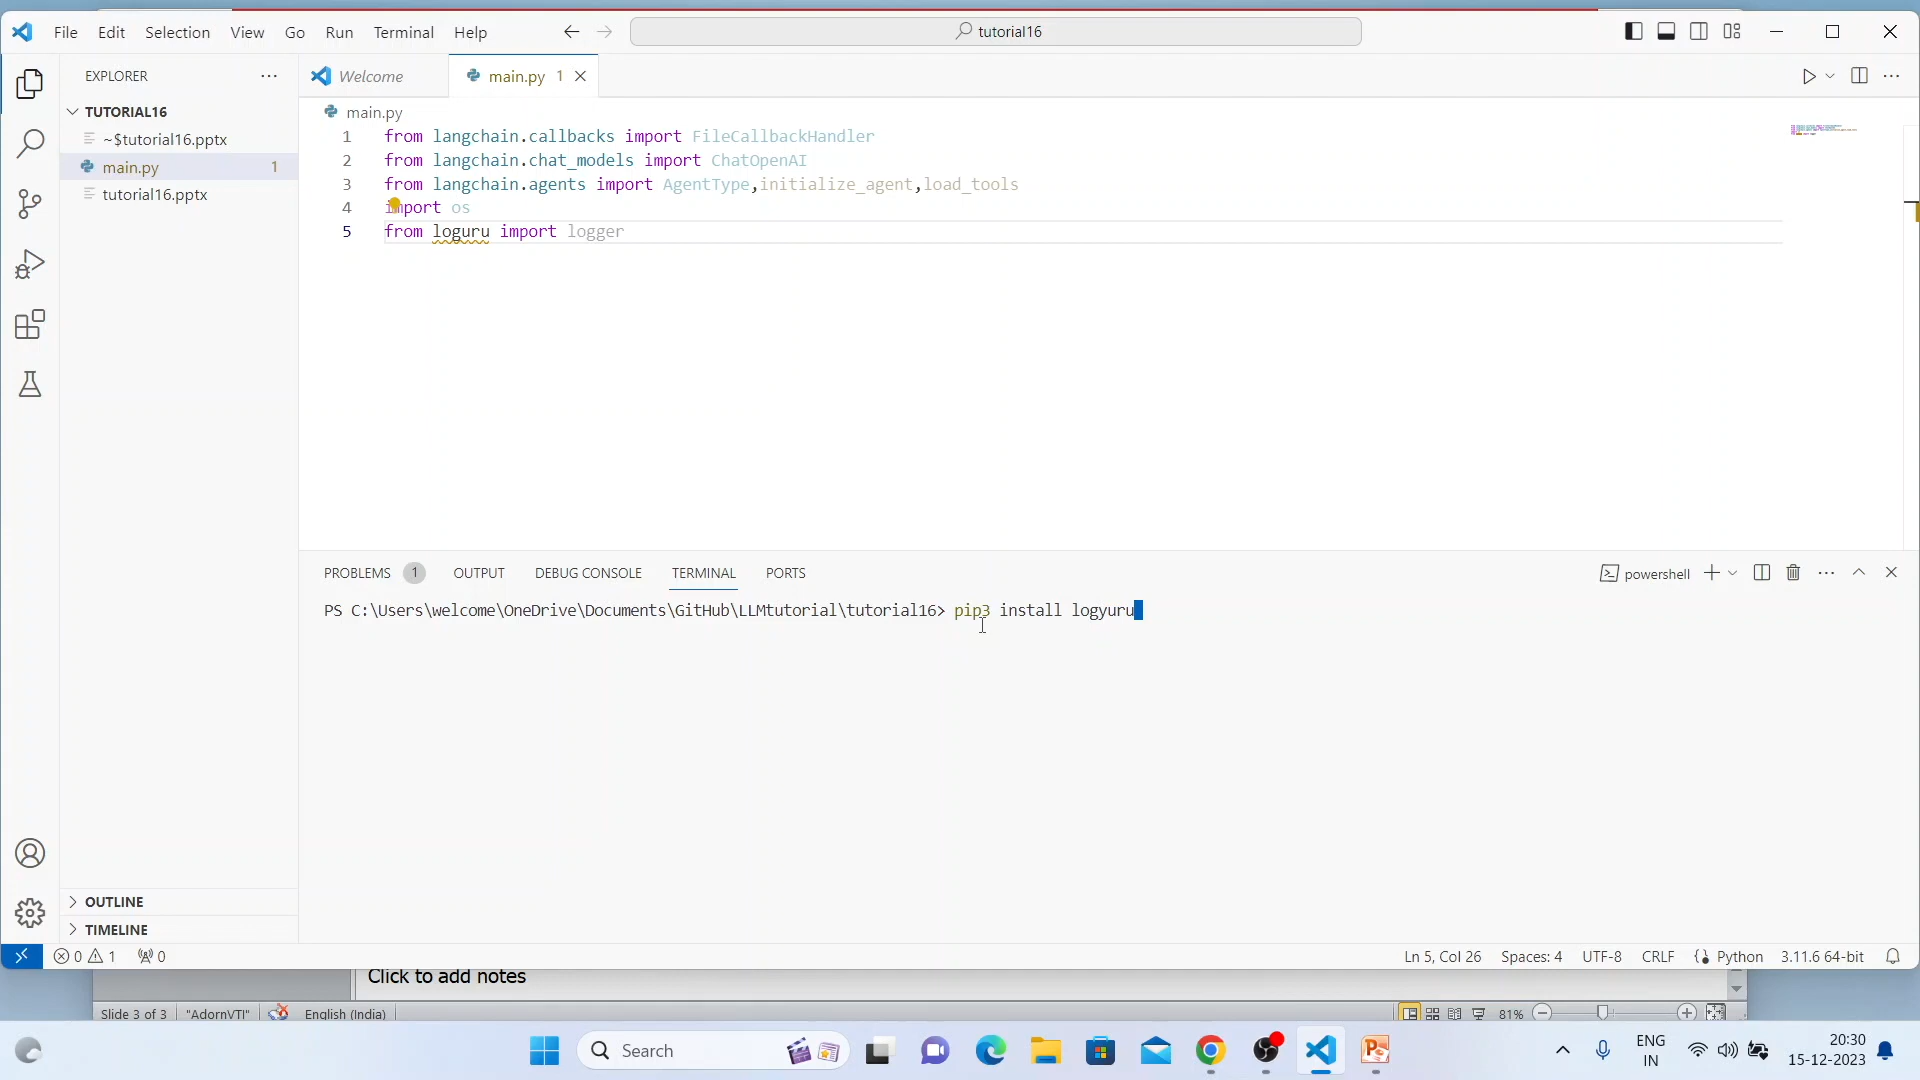 File Edit Selection View Go Run Terminal Help
tutorial16
EXPLORER
TUTORIAL16
~$tutorial16.pptx
main.py 1
tutorial16.pptx
OUTLINE
TIMELINE
Welcome
main.py 1
main.py
1 from langchain.callbacks import FileCallbackHandler
2 from langchain.chat_models import ChatOpenAI
3 from langchain.agents import AgentType,initialize_agent,load_tools
4 import os
5 from loguru import logger
PROBLEMS 1 OUTPUT DEBUG CONSOLE TERMINAL PORTS
powershell
PS C:\Users\welcome\OneDrive\Documents\GitHub\LLMtutorial\tutorial16> pip3 install logyuru
0 1 0
Ln 5, Col 26 Spaces: 4 UTF-8 CRLF Python 3.11.6 64-bit
Click to add notes
Slide 3 of 3 "AdornVTI" English (India) 81%
Search
ENG
IN
20:30
15-12-2023